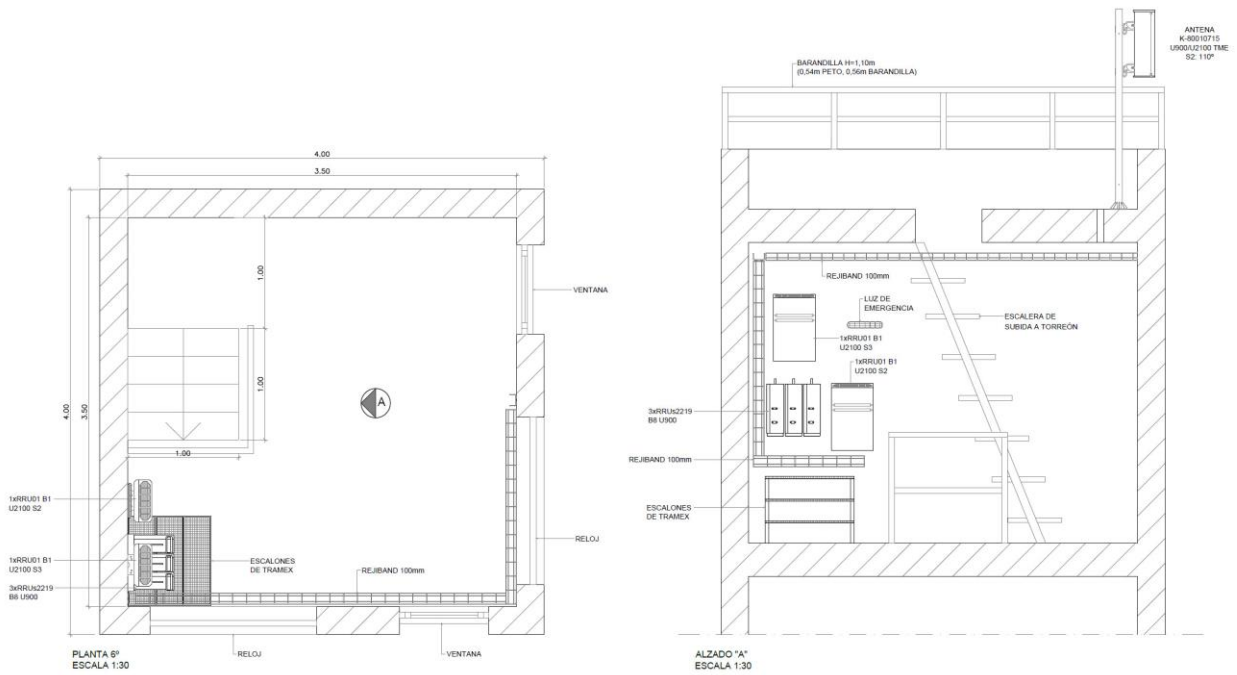 4.00
3.50
1.00
VENTANA
1.00
4.00
3.50
A
1.00
1xRRU01 B1
U2100 S2
1xRRU01 B1
U2100 S3
3xRRUs2219
B8 U900
ESCALONES
DE TRAMEX
RELOJ
REJIBAND 100mm
RELOJ
VENTANA
PLANTA 6º
ESCALA 1:30
ANTENA
K-80010715
U900/U2100 TME
S2: 110º
BARANDILLA H=1,10m
(0,54m PETO, 0,56m BARANDILLA)
REJIBAND 100mm
LUZ DE
EMERGENCIA
ESCALERA DE
SUBIDA A TORREÓN
1xRRU01 B1
U2100 S3
1xRRU01 B1
U2100 S2
3xRRUs2219
B8 U900
REJIBAND 100mm
ESCALONES
DE TRAMEX
ALZADO "A"
ESCALA 1:30